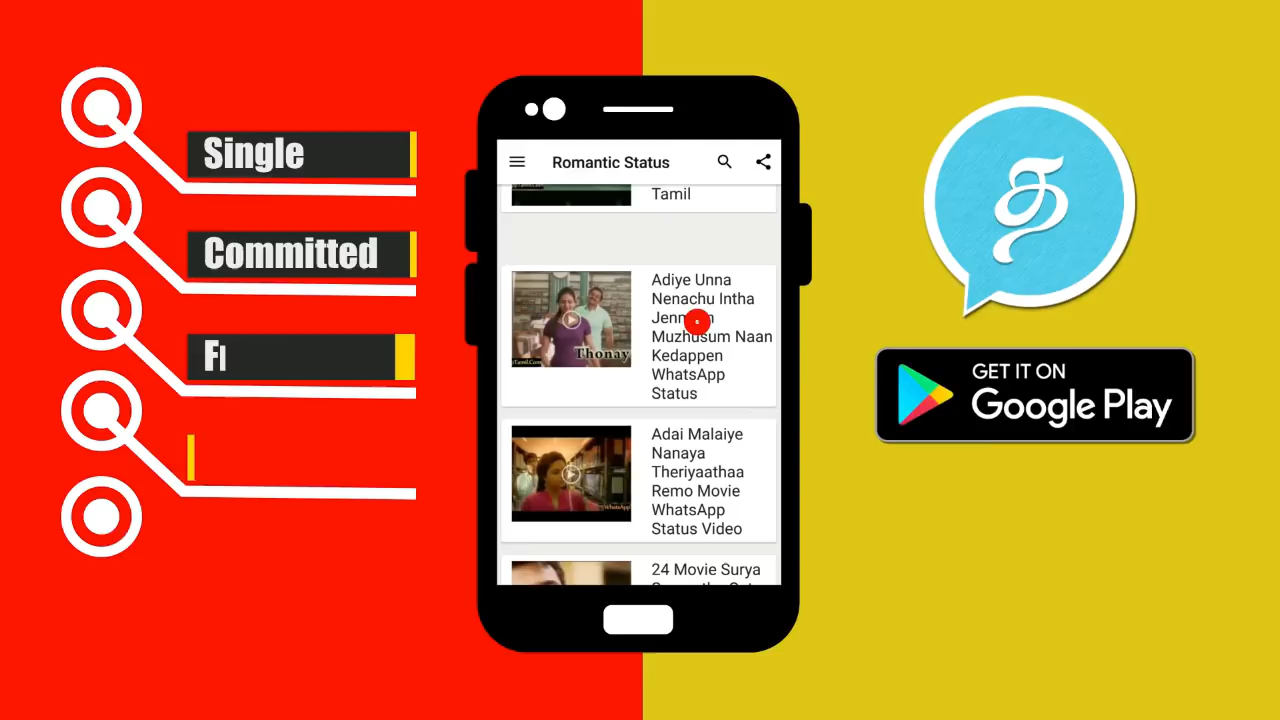 Single
Committed
Romantic Status
Tamil
Adiye Unna
Nenachu Intha
Muzhusum Naan
Kedappen
WhatsApp
Status
Thonay
Adai Malaiye
Nanaya
Theriyaathaa
Remo Movie
WhatsApp
Status Video
WhatsApp
24 Movie Surya
த
GET IT ON
Google Play